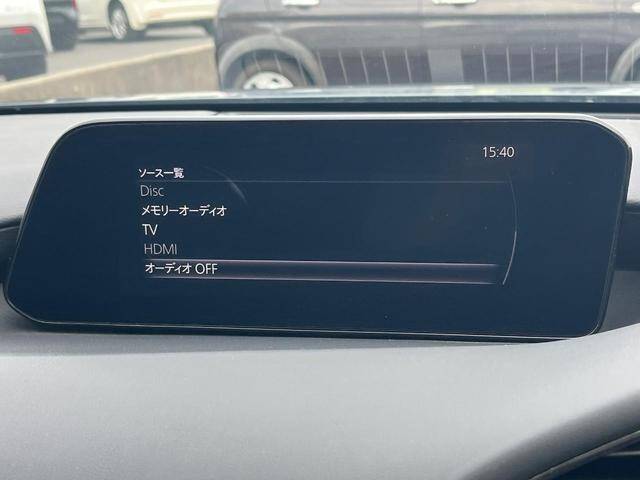 15:40
ソース一覧
Disc
メモリーオーディオ
TV
HDMI
オーディオ OFF